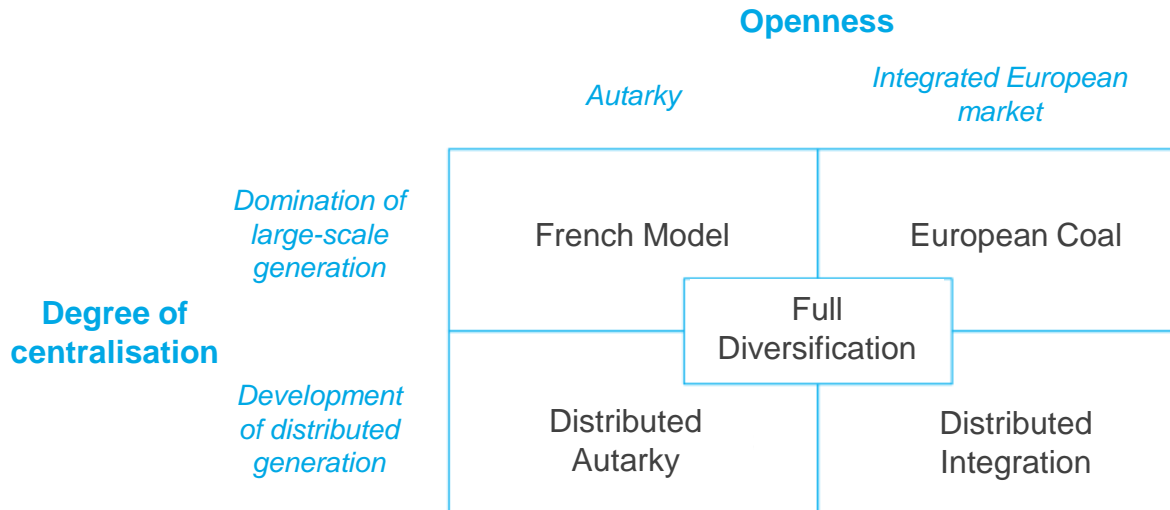 Openness
Autarky
Integrated European
market
Domination of
large-scale
generation
French Model
European Coal
Degree of
centralisation
Full
Diversification
Development
of distributed
generation
Distributed
Autarky
Distributed
Integration